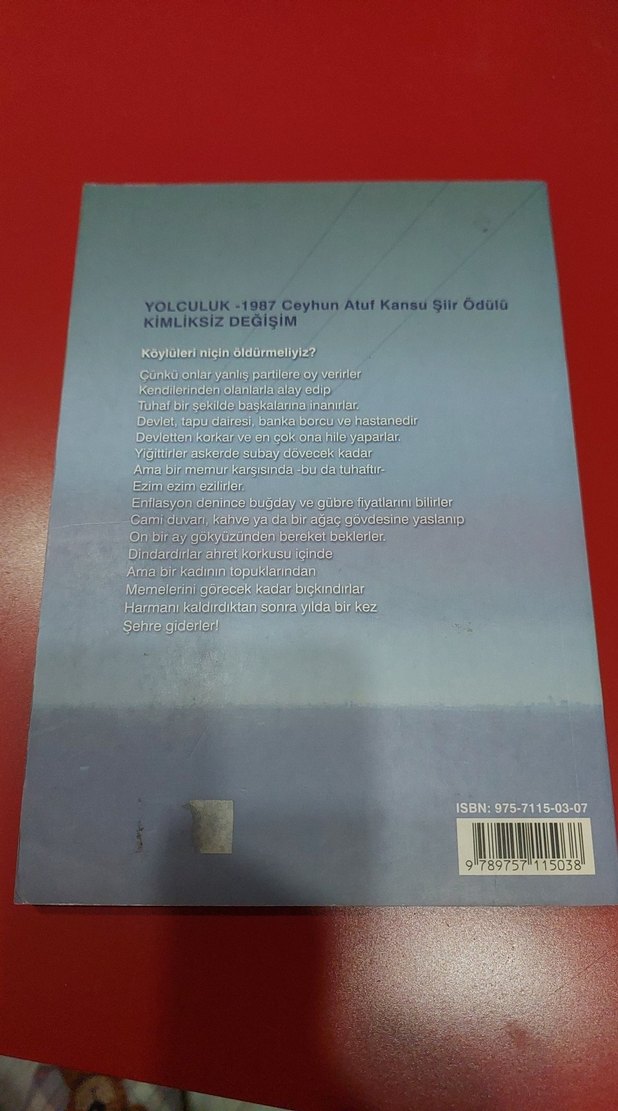 YOLCULUK -1987 Ceyhun Atuf Kansu Şiir Ödülü
KİMLİKSİZ DEĞİŞİM
Köylüleri niçin öldürmeliyiz?
Çünkü onlar yanlış partilere oy verirler
Kendilerinden olanlarla alay edip
Tuhaf bir şekilde başkalarına inanırlar.
Devlet, tapu dairesi, banka borcu ve hastanedir
Devletten korkar ve en çok ona hile yaparlar.
Yiğittirler askerde subay dövecek kadar
Ama bir memur karşısında -bu da tuhaftır-
Ezim ezim ezilirler.
Enflasyon denince buğday ve gübre fiyatlarını bilirler
Cami duvarı, kahve ya da bir ağaç gövdesine yaslanıp
On bir ay gökyüzünden bereket beklerler.
Dindardırlar ahret korkusu içinde
Ama bir kadının topuklarından
Memelerini görecek kadar bıçkındırlar
Harmanı kaldırdıktan sonra yılda bir kez
Şehre giderler!
ISBN: 975-7115-03-07
9 789757 115038